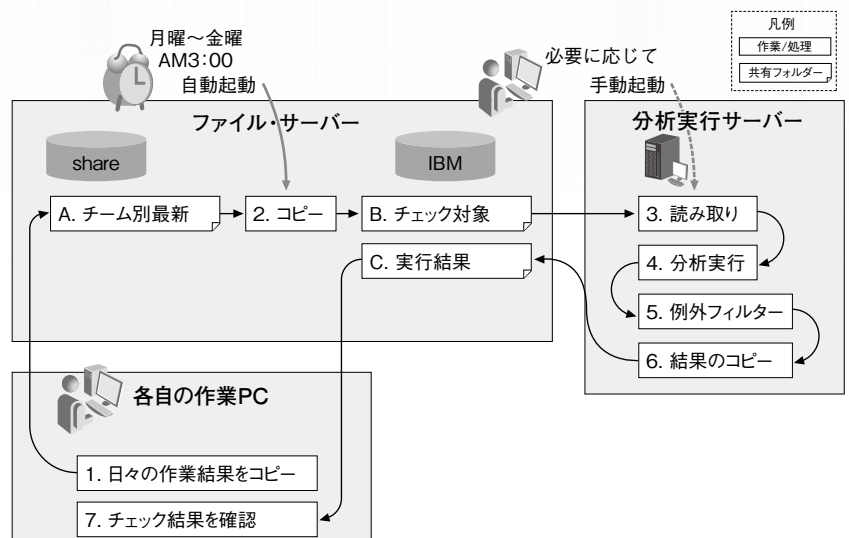 月曜～金曜
AM3：00
自動起動
必要に応じて
手動起動
凡例
作業/処理
共有フォルダー
ファイル・サーバー
分析実行サーバー
share
IBM
A. チーム別最新
2. コピー
B. チェック対象
3. 読み取り
C. 実行結果
4. 分析実行
5. 例外フィルター
6. 結果のコピー
各自の作業PC
1. 日々の作業結果をコピー
7. チェック結果を確認